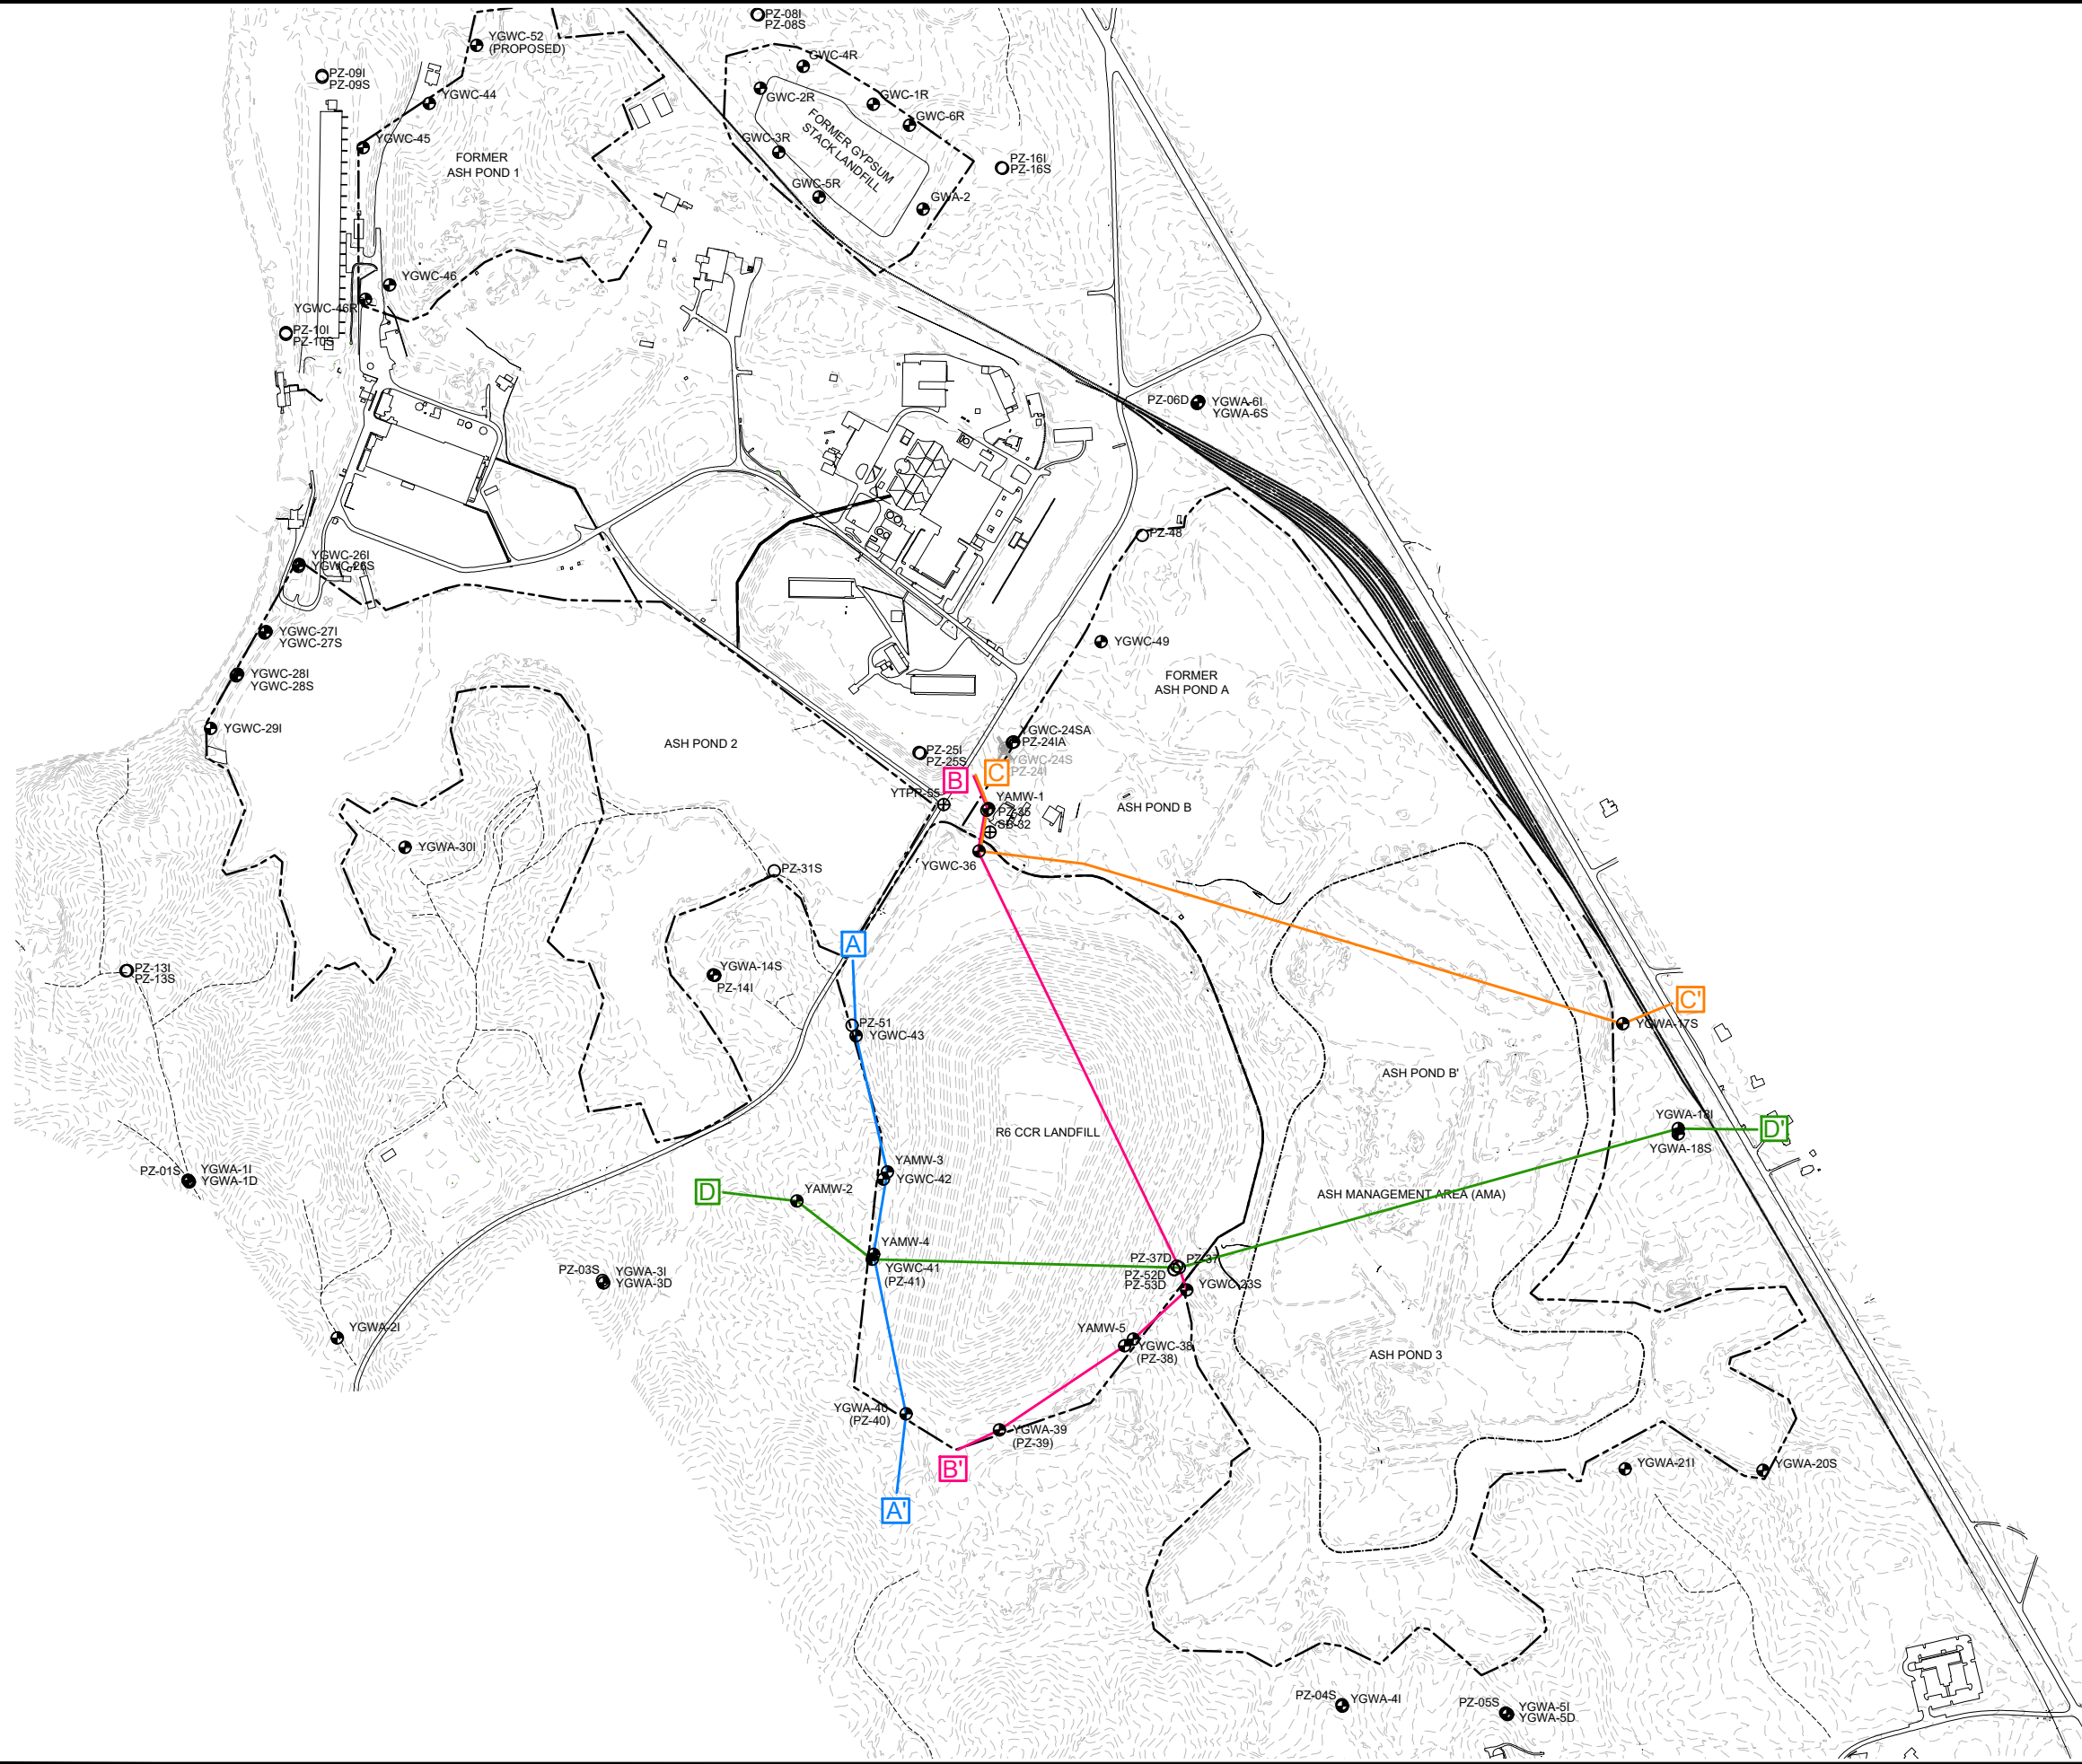 PZ-08I
PZ-08S
YGWC-52
(PROPOSED)
GWC-4R
PZ-09I
PZ-09S
YGWC-44
GWC-2R
GWC-1R
GWC-6R
FORMER GYPSUM
STACK LANDFILL
YGWC-45
GWC-3R
FORMER
ASH POND 1
PZ-16I
PZ-16S
GWC-5R
GWA-2
YGWC-46
YGWC-46R
PZ-10I
PZ-10S
PZ-06D
YGWA-6I
YGWA-6S
PZ-48
YGWC-26I
YGWC-26S
YGWC-27I
YGWC-27S
YGWC-49
YGWC-28I
YGWC-28S
FORMER
ASH POND A
YGWC-29I
ASH POND 2
YGWC-24SA
PZ-24IA
PZ-25I
PZ-25S
YGWC-24S
PZ-24I
B
C
YTPR-55
YAMW-1
PZ-35
SB-32
ASH POND B
YGWA-30I
YGWC-36
PZ-31S
A
YGWA-14S
PZ-14I
PZ-13I
PZ-13S
C'
PZ-51
YGWC-43
YGWA-17S
ASH POND B'
YGWA-18I
D'
YGWA-18S
R6 CCR LANDFILL
PZ-01S
YGWA-1I
YGWA-1D
YAMW-3
YGWC-42
D
YAMW-2
ASH MANAGEMENT AREA (AMA)
YAMW-4
YGWC-41
(PZ-41)
PZ-37D
PZ-37
PZ-52D
PZ-53D
YGWC-23S
PZ-03S
YGWA-3I
YGWA-3D
YGWA-2I
YAMW-5
YGWC-38
(PZ-38)
ASH POND 3
YGWA-40
(PZ-40)
YGWA-39
(PZ-39)
B'
YGWA-21I
YGWA-20S
A'
PZ-04S
YGWA-4I
PZ-05S
YGWA-5I
YGWA-5D